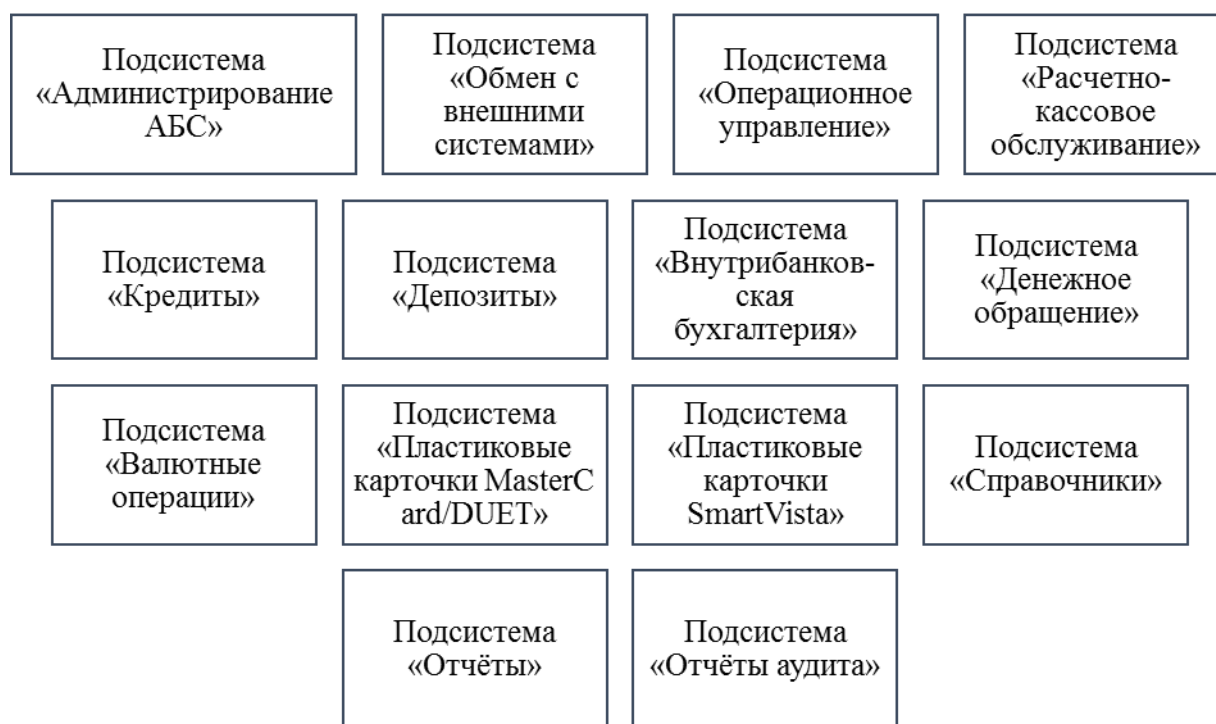 Подсистема
«Администрирование
АБС»
Подсистема
«Обмен с
внешними
системами»
Подсистема
«Операционное
управление»
Подсистема
«Расчетно-
кассовое
обслуживание»
Подсистема
«Кредиты»
Подсистема
«Депозиты»
Подсистема
«Внутрибанков-
ская
бухгалтерия»
Подсистема
«Денежное
обращение»
Подсистема
«Валютные
операции»
Подсистема
«Пластиковые
карточки MasterC
ard/DUET»
Подсистема
«Пластиковые
карточки
SmartVista»
Подсистема
«Справочники»
Подсистема
«Отчёты»
Подсистема
«Отчёты аудита»